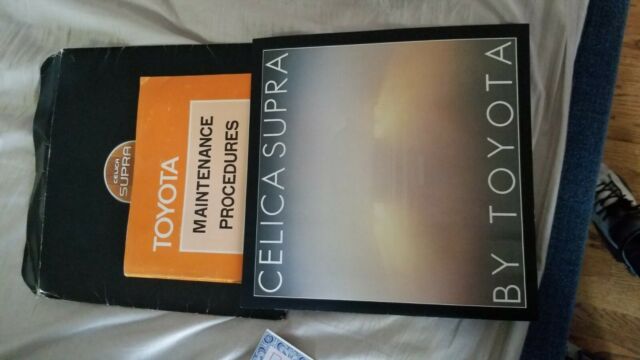 CELICA
SUPRA
TOYOTA
MAINTENANCE
PROCEDURES
CELICA SUPRA
BY TOYOTA